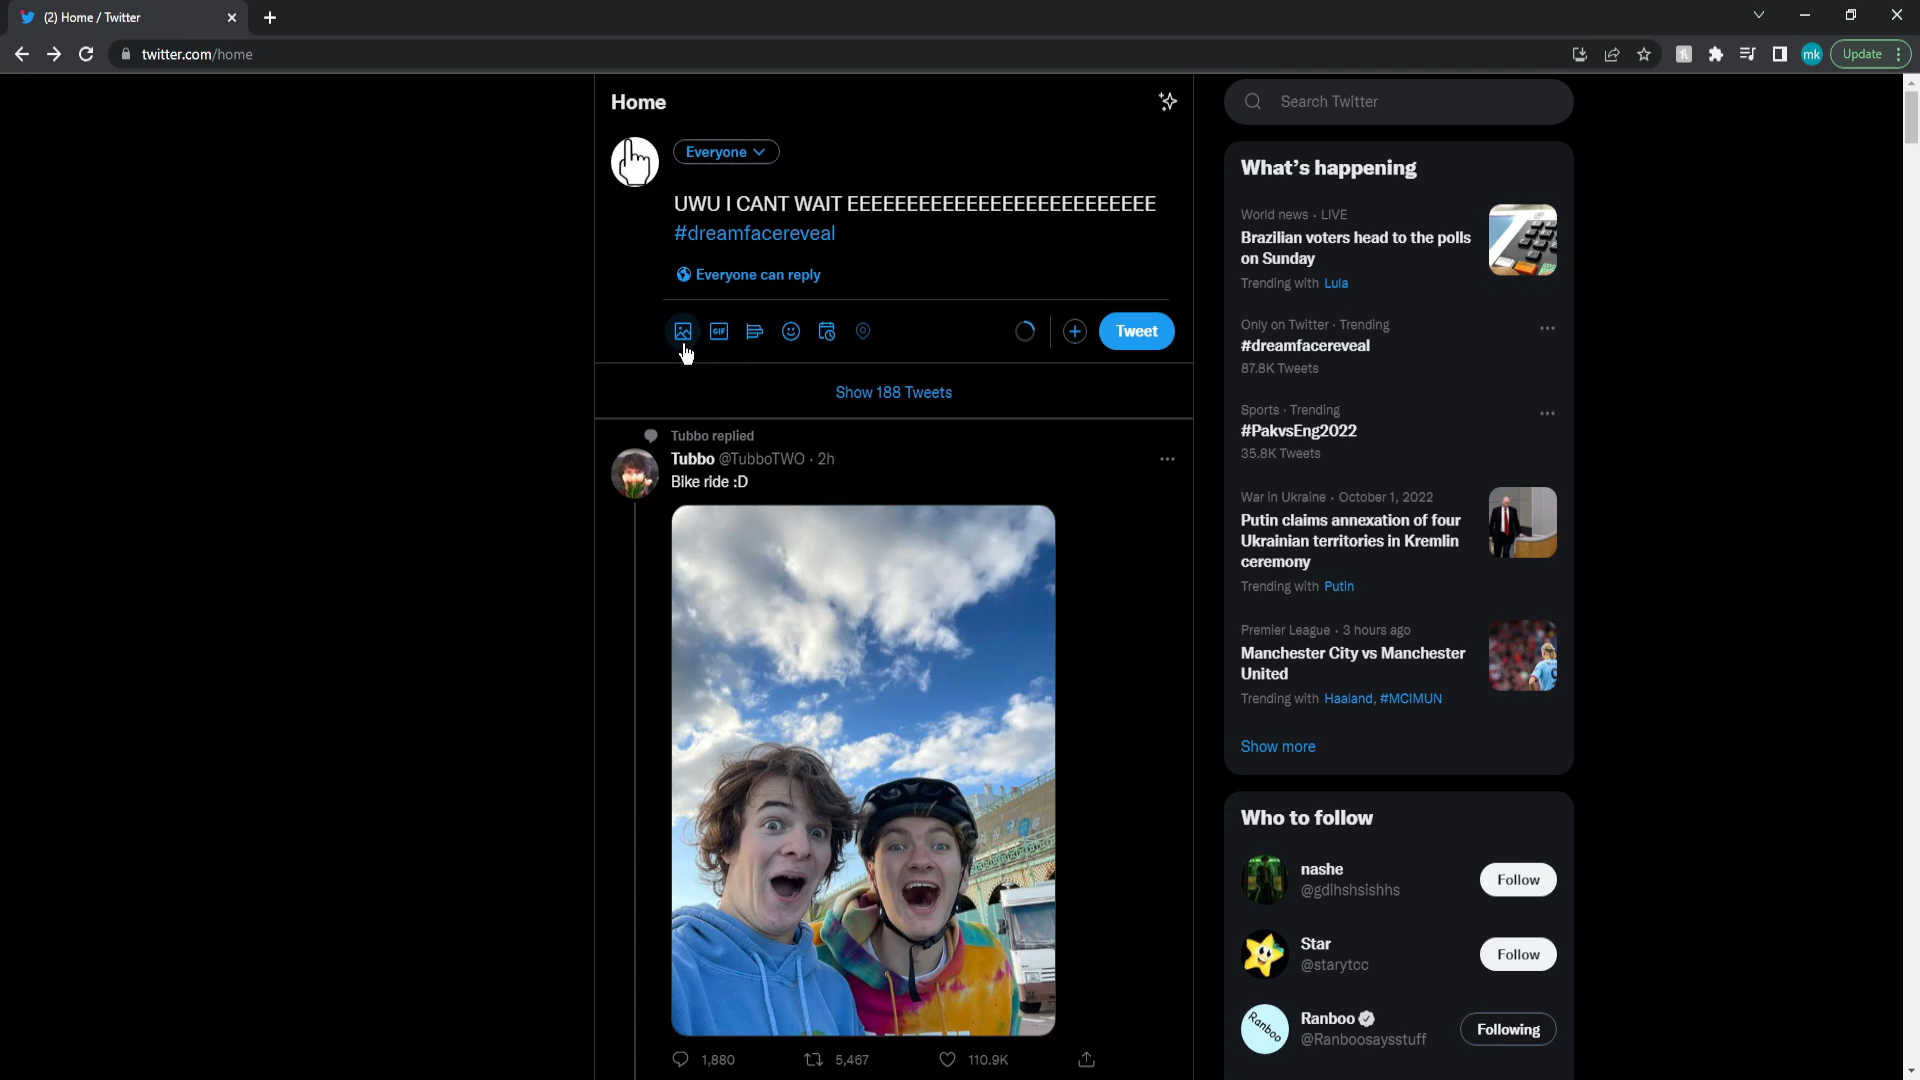 (2) Home / Twitter
twitter.com/home
mk
Update
Home
Everyone
UWU I CANT WAIT EEEEEEEEEEEEEEEEEEEEEEEEEE
#dreamfacereveal
Everyone can reply
GIF
Tweet
Show 188 Tweets
Tubbo replied
Tubbo @TubboTWO · 2h
Bike ride :D
1,880
5,467
110.9K
Search Twitter
What's happening
World news · LIVE
Brazilian voters head to the polls
on Sunday
Trending with Lula
Only on Twitter · Trending
#dreamfacereveal
87.8K Tweets
Sports · Trending
#PakvsEng2022
35.8K Tweets
War in Ukraine · October 1, 2022
Putin claims annexation of four
Ukrainian territories in Kremlin
ceremony
Trending with Putin
Premier League · 3 hours ago
Manchester City vs Manchester
United
Trending with Haaland, #MCIMUN
Show more
Who to follow
nashe
@gdihshsishhs
Follow
Star
@starytcc
Follow
Ranboo
Ranboo
@Ranboosaysstuff
Following